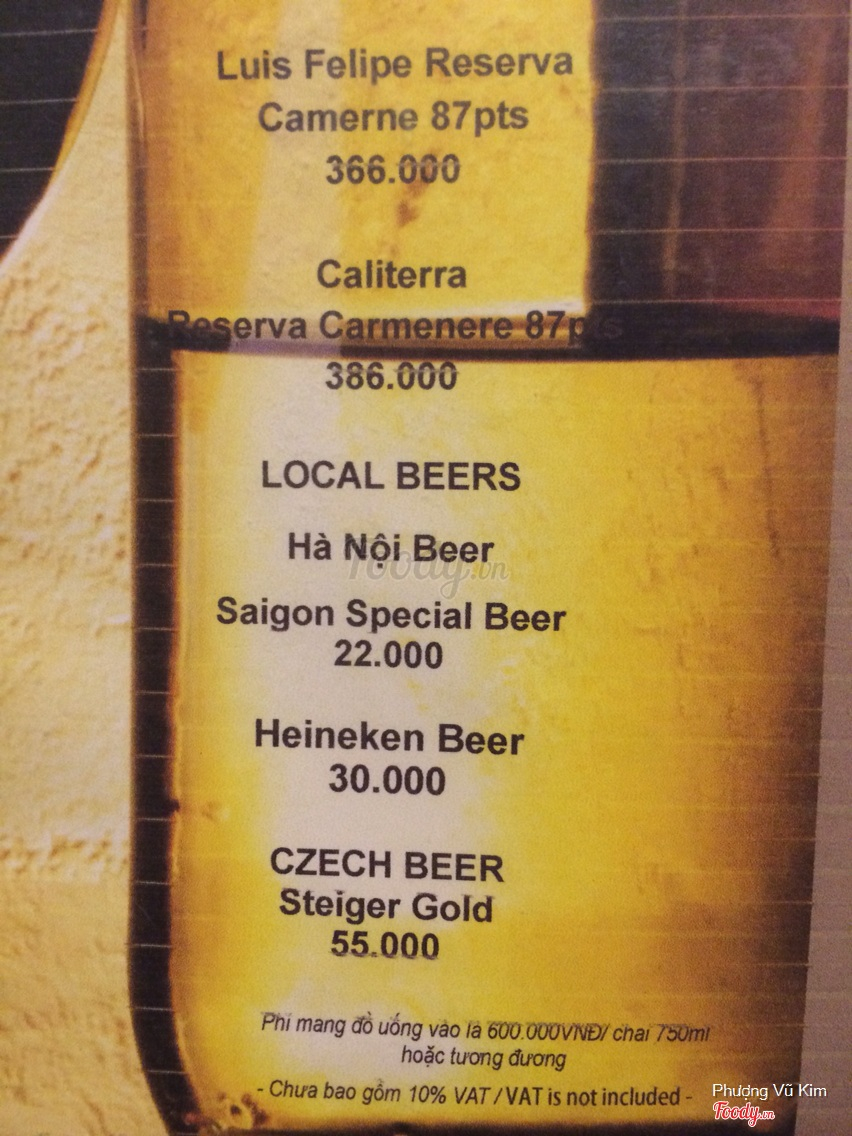 Luis Felipe Reserva
Camerne 87pts
366.000
Caliterra
Reserva Carmenere 87pts
386.000
LOCAL BEERS
Hà Nội Beer
foody.vn
Saigon Special Beer
22.000
Heineken Beer
30.000
CZECH BEER
Steiger Gold
55.000
Phí mang đồ uống vào là 600.000VNĐ/ chai 750ml
hoặc tương đương
- Chưa bao gồm 10% VAT / VAT is not included -
Phượng Vũ Kim
Foody.vn